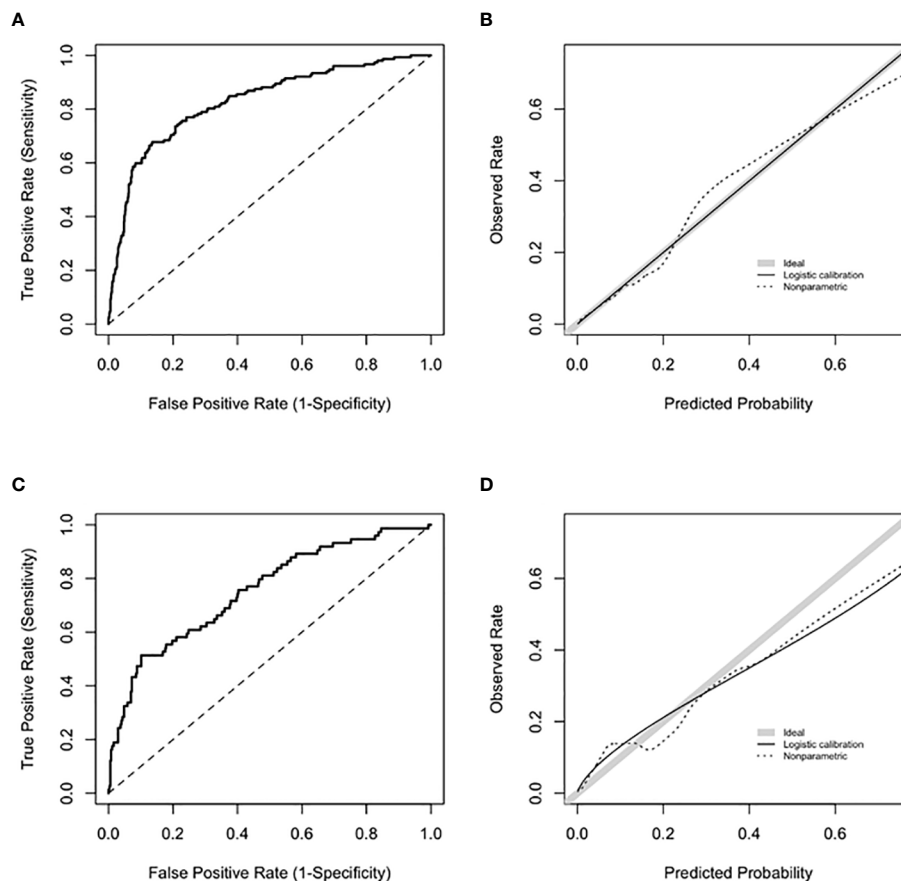 A
True Positive Rate (Sensitivity)
1.0
0.8
0.6
0.4
0.2
0.0
0.0 0.2 0.4 0.6 0.8 1.0
False Positive Rate (1-Specificity)
B
Observed Rate
0.6
0.4
0.2
0.0
Ideal
Logistic calibration
Nonparametric
0.0 0.2 0.4 0.6
Predicted Probability
C
True Positive Rate (Sensitivity)
1.0
0.8
0.6
0.4
0.2
0.0
0.0 0.2 0.4 0.6 0.8 1.0
False Positive Rate (1-Specificity)
D
Observed Rate
0.6
0.4
0.2
0.0
Ideal
Logistic calibration
Nonparametric
0.0 0.2 0.4 0.6
Predicted Probability